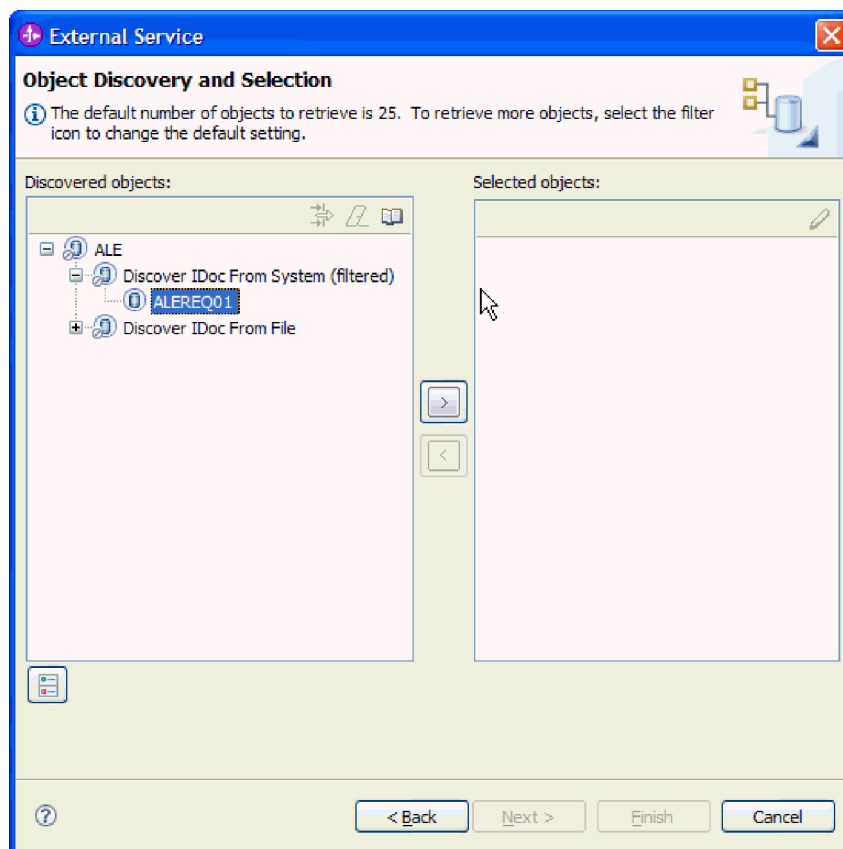 External Service
Object Discovery and Selection
The default number of objects to retrieve is 25. To retrieve more objects, select the filter
icon to change the default setting.
Discovered objects:
Selected objects:
ALE
Discover IDoc From System (filtered)
ALEREQ01
Discover IDoc From File
>
<
< Back
Next >
Finish
Cancel